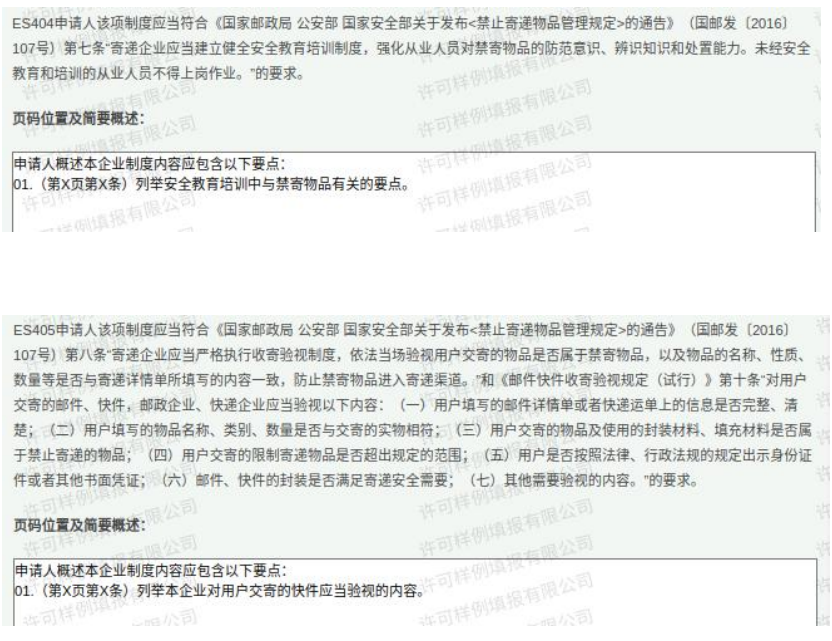 ES404申请人该项制度应当符合《国家邮政局 公安部 国家安全部关于发布<禁止寄递物品管理规定>的通告》（国邮发〔2016〕
107号）第七条“寄递企业应当建立健全安全教育培训制度，强化从业人员对禁寄物品的防范意识、辨识知识和处置能力。未经安全
教育和培训的从业人员不得上岗作业。”的要求。
页码位置及简要概述：
申请人概述本企业制度内容应包含以下要点：
01.（第X页第X条）列举安全教育培训中与禁寄物品有关的要点。
ES405申请人该项制度应当符合《国家邮政局 公安部 国家安全部关于发布<禁止寄递物品管理规定>的通告》（国邮发〔2016〕
107号）第八条“寄递企业应当严格执行收寄验视制度，依法当场验视用户交寄的物品是否属于禁寄物品，以及物品的名称、性质、
数量等是否与寄递详情单所填写的内容一致，防止禁寄物品进入寄递渠道。”和《邮件快件收寄验视规定（试行）》第十条“对用户
交寄的邮件、快件，邮政企业、快递企业应当验视以下内容：（一）用户填写的邮件详情单或者快递运单上的信息是否完整、清
楚；（二）用户填写的物品名称、类别、数量是否与交寄的实物相符；（三）用户交寄的物品及使用的封装材料、填充材料是否属
于禁止寄递的物品；（四）用户交寄的限制寄递物品是否超出规定的范围；（五）用户是否按照法律、行政法规的规定出示身份证
件或者其他书面凭证；（六）邮件、快件的封装是否满足寄递安全需要；（七）其他需要验视的内容。”的要求。
页码位置及简要概述：
申请人概述本企业制度内容应包含以下要点：
01.（第X页第X条）列举本企业对用户交寄的快件应当验视的内容。
许可样例填报有限公司